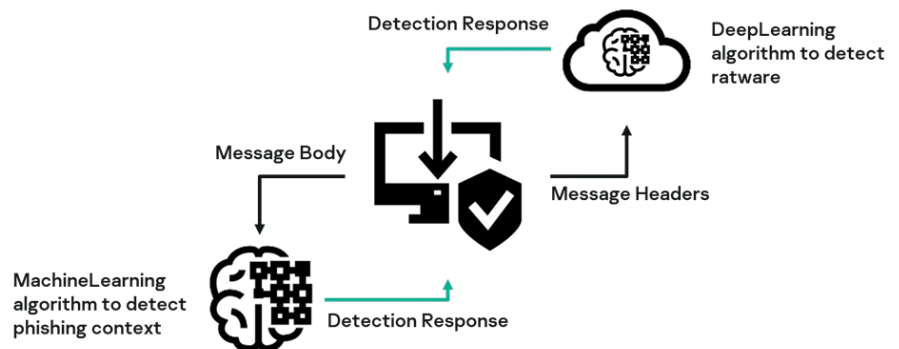 Detection Response
DeepLearning
algorithm to detect
ratware
Message Body
Message Headers
MachineLearning
algorithm to detect
phishing context
Detection Response